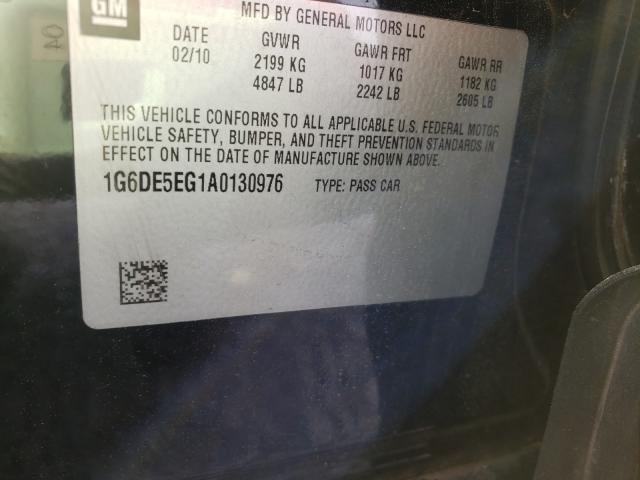 GM
MFD BY GENERAL MOTORS LLC
DATE GVWR GAWR FRT GAWR RR
02/10 2199 KG 1017 KG 1182 KG
4847 LB 2242 LB 2605 LB
THIS VEHICLE CONFORMS TO ALL APPLICABLE U.S. FEDERAL MOTOR
VEHICLE SAFETY, BUMPER, AND THEFT PREVENTION STANDARDS IN
EFFECT ON THE DATE OF MANUFACTURE SHOWN ABOVE.
1G6DE5EG1A0130976 TYPE: PASS CAR